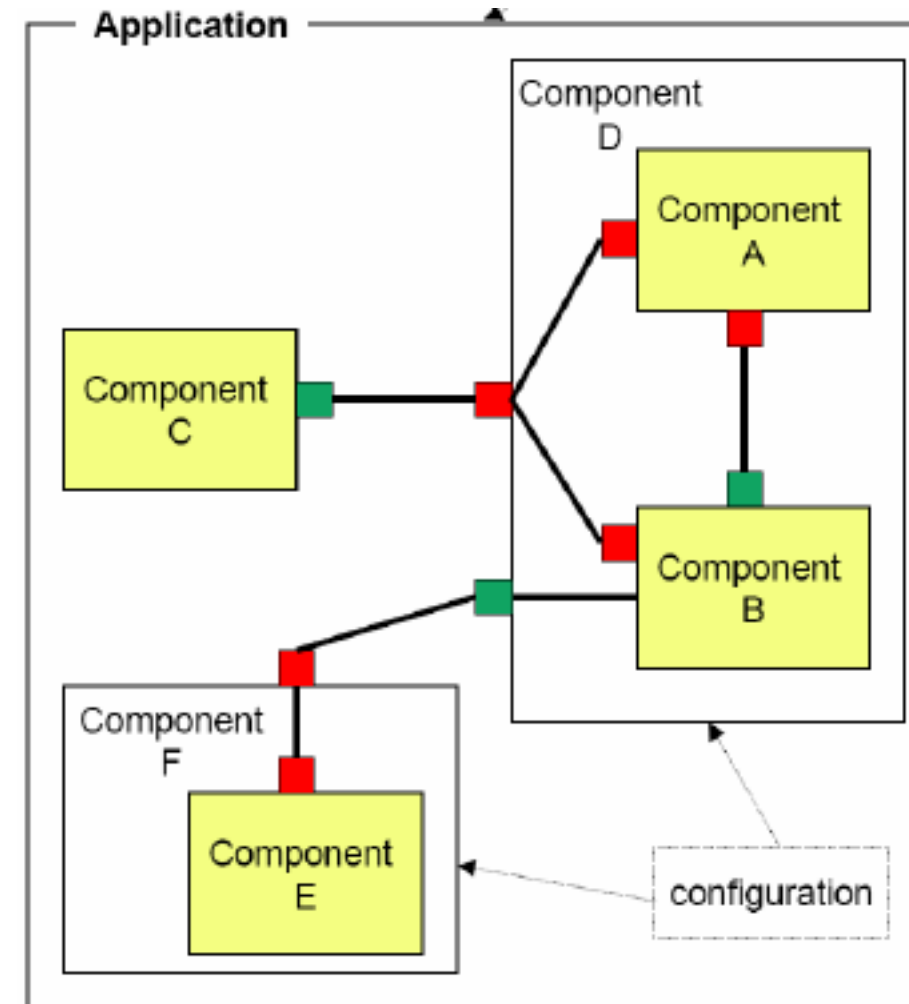 Application
Component
D
Component
A
Component
C
Component
B
Component
F
Component
E
configuration